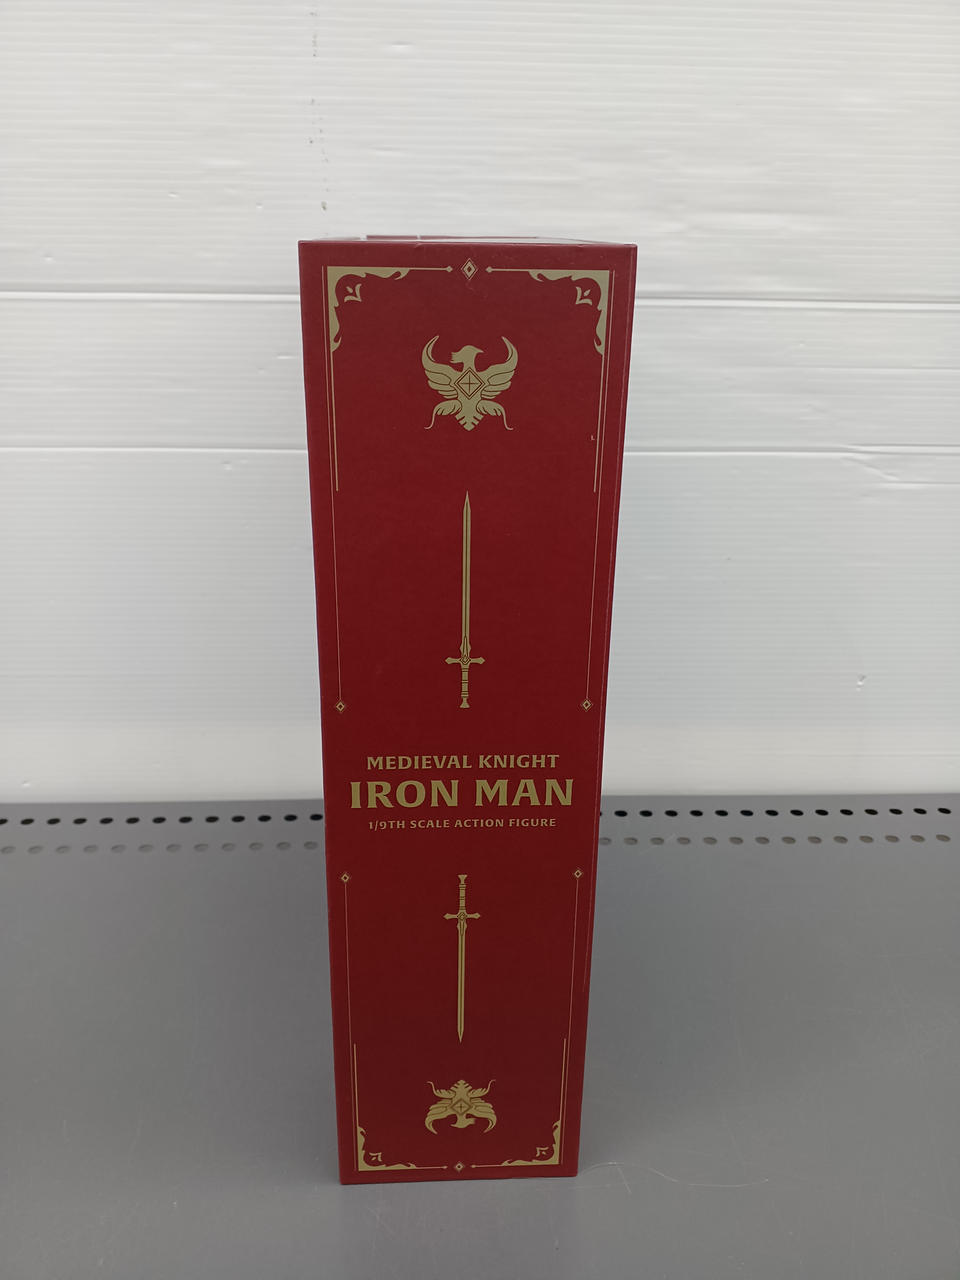 MEDIEVAL KNIGHT
IRON MAN
1/9TH SCALE ACTION FIGURE